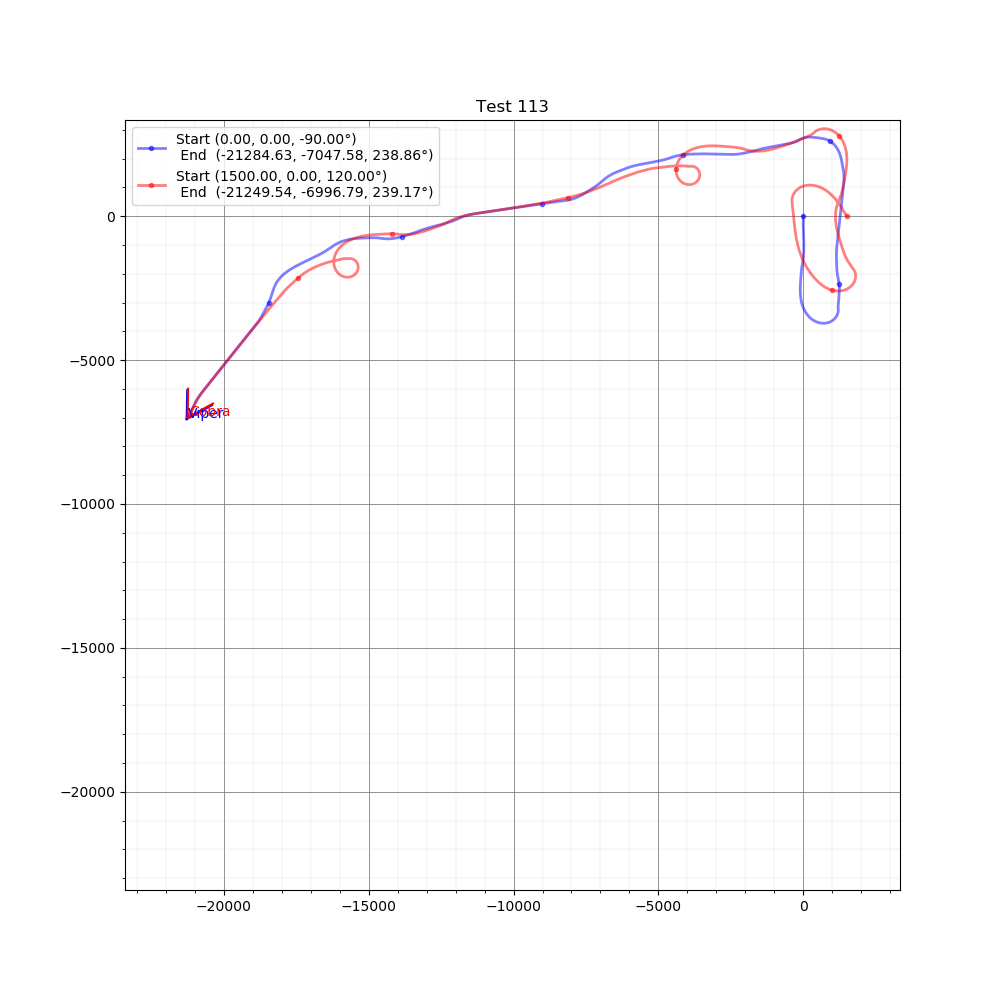 Test 113
Start (0.00, 0.00, -90.00°)
End (-21284.63, -7047.58, 238.86°)
Start (1500.00, 0.00, 120.00°)
End (-21249.54, -6996.79, 239.17°)
0
−5000
−10000
−15000
−20000
−20000
−15000
−10000
−5000
0